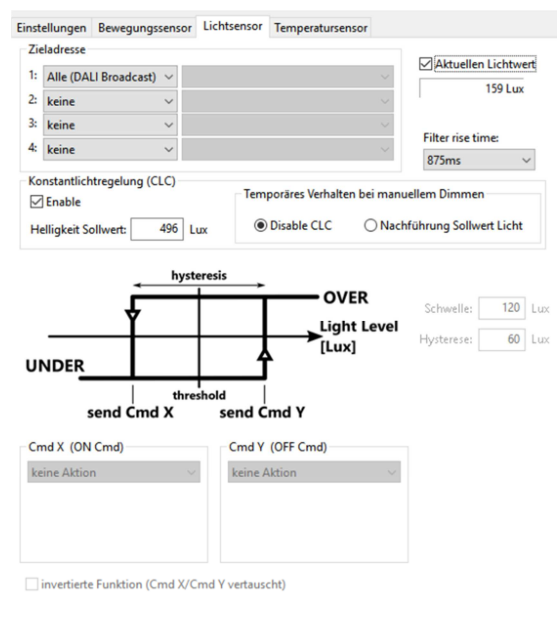 Einstellungen Bewegungssensor Lichtsensor Temperatursensor
Zieladresse
1: Alle (DALI Broadcast)
2: keine
3: keine
4: keine
Aktuellen Lichtwert
159 Lux
Filter rise time:
875ms
Konstantlichtregelung (CLC)
Enable
Helligkeit Sollwert: 496 Lux
Temporäres Verhalten bei manuellem Dimmen
Disable CLC Nachführung Sollwert Licht
hysteresis
OVER
Light Level
[Lux]
UNDER
threshold
send Cmd X send Cmd Y
Schwelle: 120 Lux
Hysterese: 60 Lux
Cmd X (ON Cmd)
keine Aktion
Cmd Y (OFF Cmd)
keine Aktion
invertierte Funktion (Cmd X/Cmd Y vertauscht)